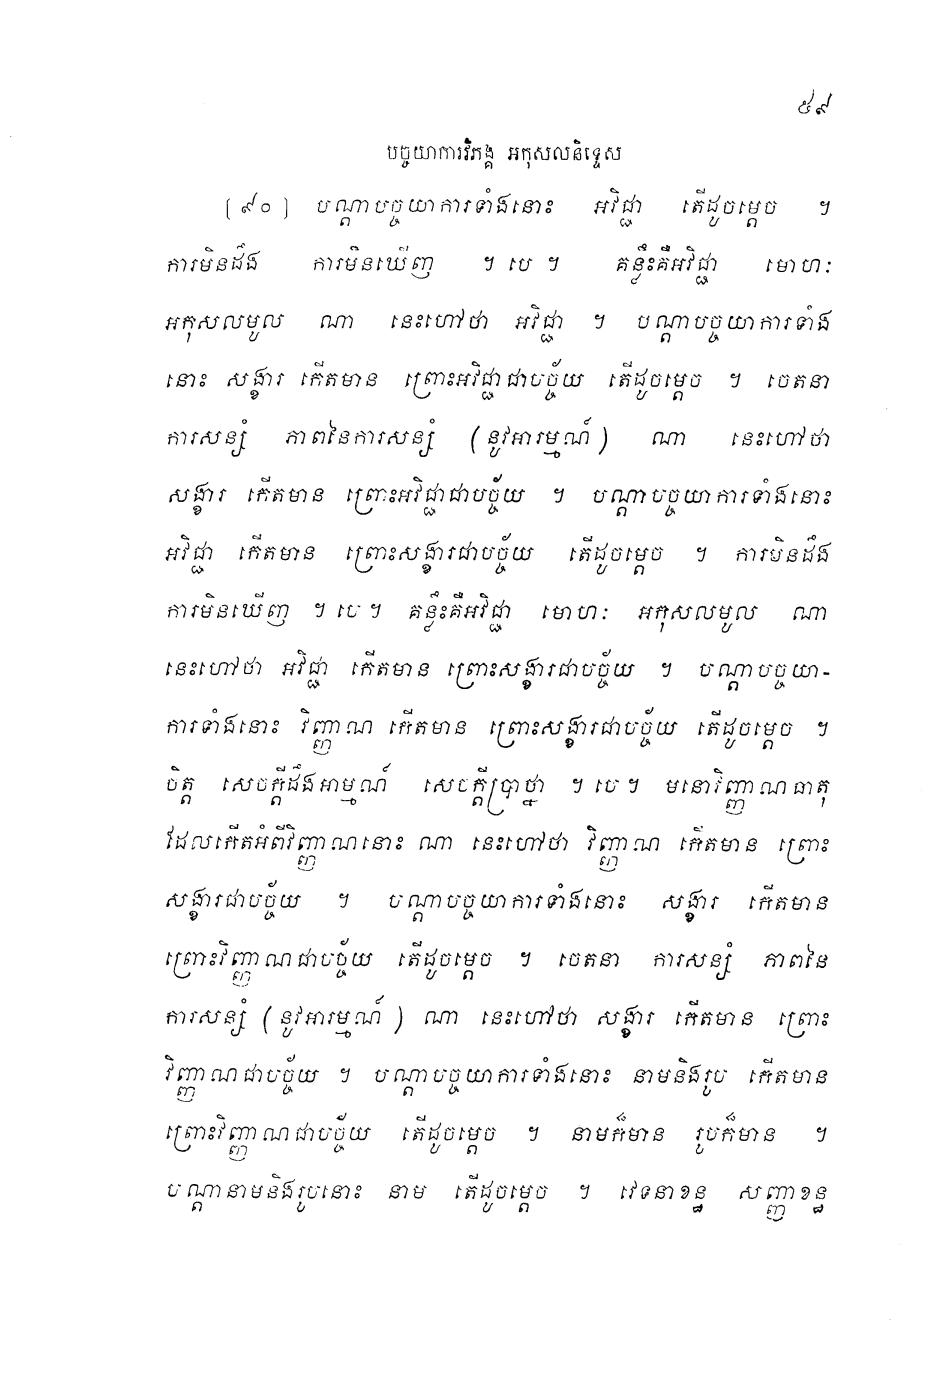 ៥៩
បច្ចយាការវិភង្គ អកុសលនិទ្ទេស
(៩០) បណ្តាបច្ចយាការទាំងនោះ អវិជ្ជា តើដូចម្តេច ។
ការមិនដឹង ការមិនឃើញ ។ បេ ។ គន្លឹះគឺអវិជ្ជា មោហៈ
អកុសលមូល ណា នេះហៅថា អវិជ្ជា ។ បណ្តាបច្ចយាការទាំង
នោះ សង្ខារ កើតមាន ព្រោះអវិជ្ជាជាបច្ច័យ តើដូចម្តេច ។ ចេតនា
ការសន្សំ ភាពនៃការសន្សំ (នូវអារម្មណ៍) ណា នេះហៅថា
សង្ខារ កើតមាន ព្រោះអវិជ្ជាជាបច្ច័យ ។ បណ្តាបច្ចយាការទាំងនោះ
អវិជ្ជា កើតមាន ព្រោះសង្ខារជាបច្ច័យ តើដូចម្តេច ។ ការមិនដឹង
ការមិនឃើញ ។ បេ ។ គន្លឹះគឺអវិជ្ជា មោហៈ អកុសលមូល ណា
នេះហៅថា អវិជ្ជា កើតមាន ព្រោះសង្ខារជាបច្ច័យ ។ បណ្តាបច្ចយា-
ការទាំងនោះ វិញ្ញាណ កើតមាន ព្រោះសង្ខារជាបច្ច័យ តើដូចម្តេច ។
ចិត្ត សេចក្តីដឹងអាម្មណ៍ សេចក្តីប្រាថ្នា ។ បេ ។ មនោវិញ្ញាណធាតុ
ដែលកើតអំពីវិញ្ញាណនោះ ណា នេះហៅថា វិញ្ញាណ កើតមាន ព្រោះ
សង្ខារជាបច្ច័យ ។ បណ្តាបច្ចយាការទាំងនោះ សង្ខារ កើតមាន
ព្រោះវិញ្ញាណជាបច្ច័យ តើដូចម្តេច ។ ចេតនា ការសន្សំ ភាពនៃ
ការសន្សំ (នូវអារម្មណ៍) ណា នេះហៅថា សង្ខារ កើតមាន ព្រោះ
វិញ្ញាណជាបច្ច័យ ។ បណ្តាបច្ចយាការទាំងនោះ នាមនិងរូប កើតមាន
ព្រោះវិញ្ញាណជាបច្ច័យ តើដូចម្តេច ។ នាមក៏មាន រូបក៏មាន ។
បណ្តានាមនិងរូបនោះ នាម តើដូចម្តេច ។ វេទនាខន្ធ សញ្ញាខន្ធ